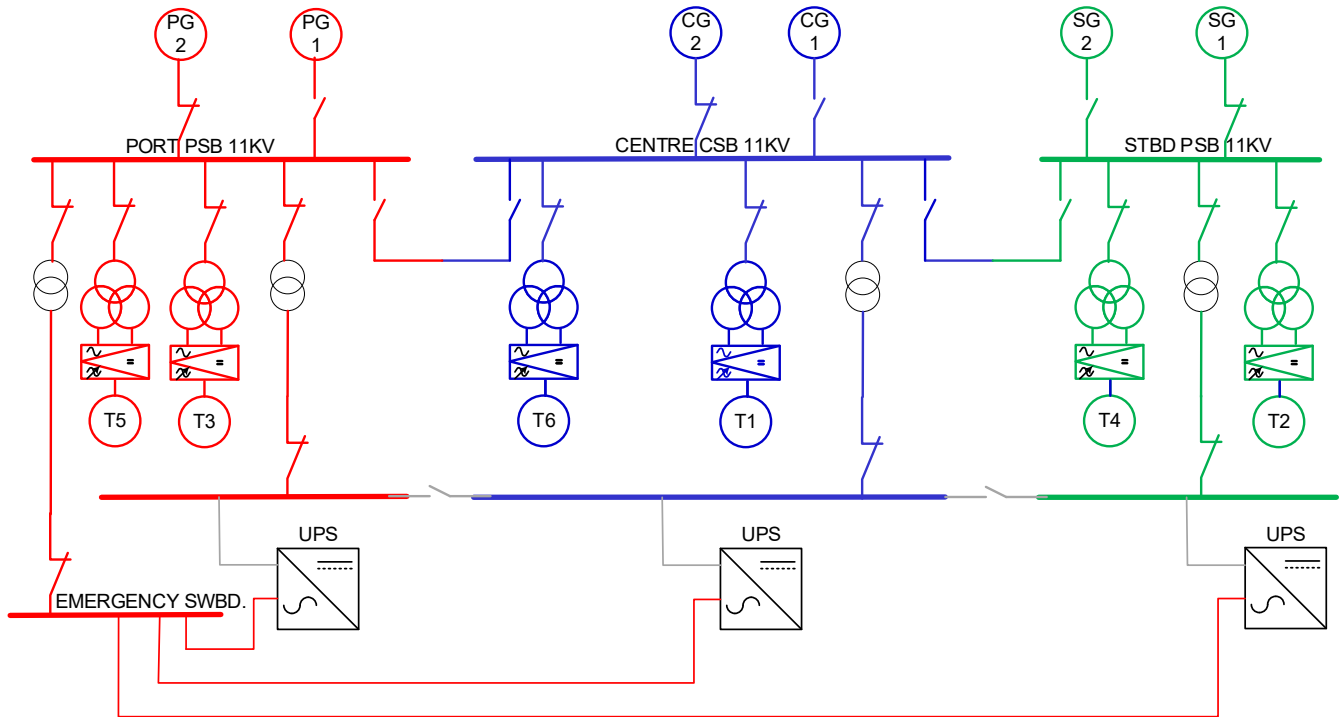 PG
2
PG
1
CG
2
CG
1
SG
2
SG
1
PORT PSB 11KV
CENTRE CSB 11KV
STBD PSB 11KV
T5
T3
T6
T1
T4
T2
UPS
UPS
UPS
EMERGENCY SWBD.